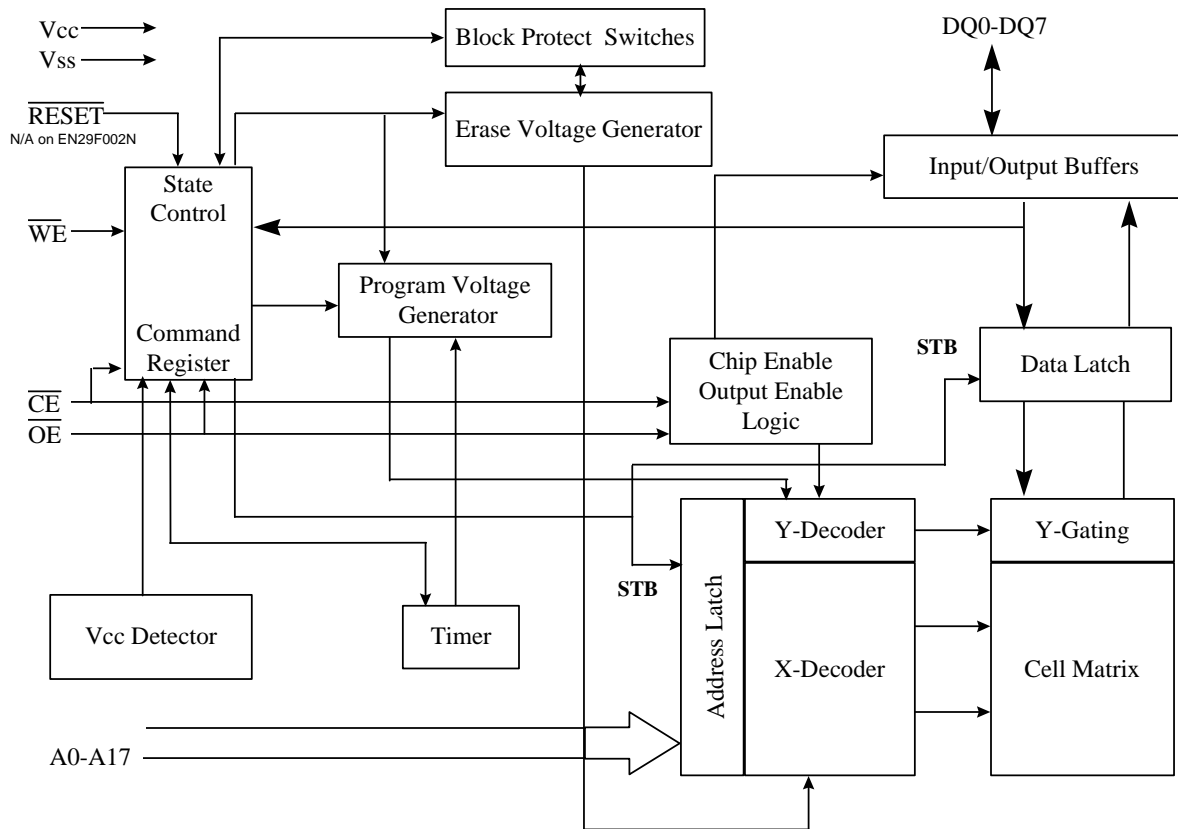 Vcc
Vss
Block Protect Switches
DQ0-DQ7
RESET
N/A on EN29F002N
Erase Voltage Generator
Input/Output Buffers
State
Control
WE
Program Voltage
Generator
Command
Register
STB
Chip Enable
Output Enable
Logic
Data Latch
CE
OE
Y-Decoder
Y-Gating
STB
Address Latch
Vcc Detector
Timer
X-Decoder
Cell Matrix
A0-A17